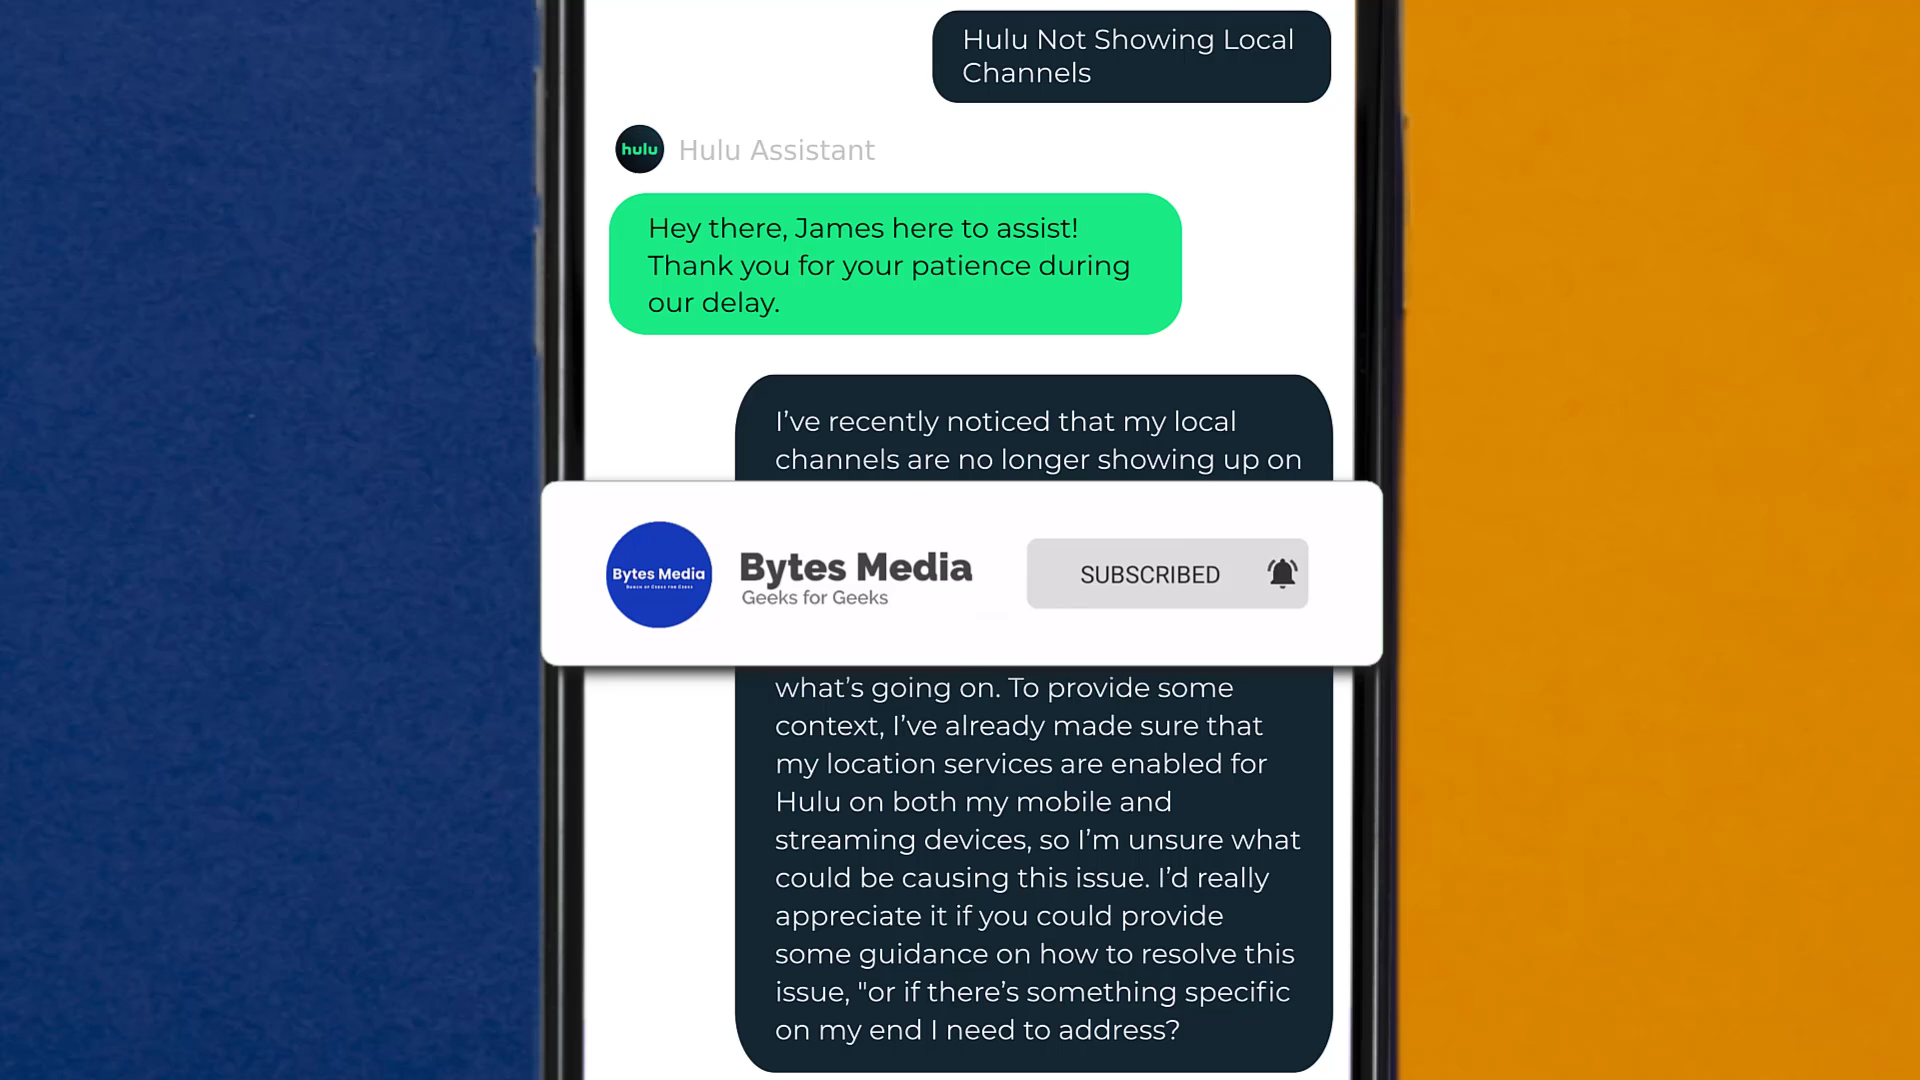 Hulu Not Showing Local
Channels
hulu
Hulu Assistant
Hey there, James here to assist!
Thank you for your patience during
our delay.
I’ve recently noticed that my local
channels are no longer showing up on
Bytes Media
Bytes Media
Geeks for Geeks
SUBSCRIBED
what’s going on. To provide some
context, I’ve already made sure that
my location services are enabled for
Hulu on both my mobile and
streaming devices, so I’m unsure what
could be causing this issue. I’d really
appreciate it if you could provide
some guidance on how to resolve this
issue, "or if there’s something specific
on my end I need to address?